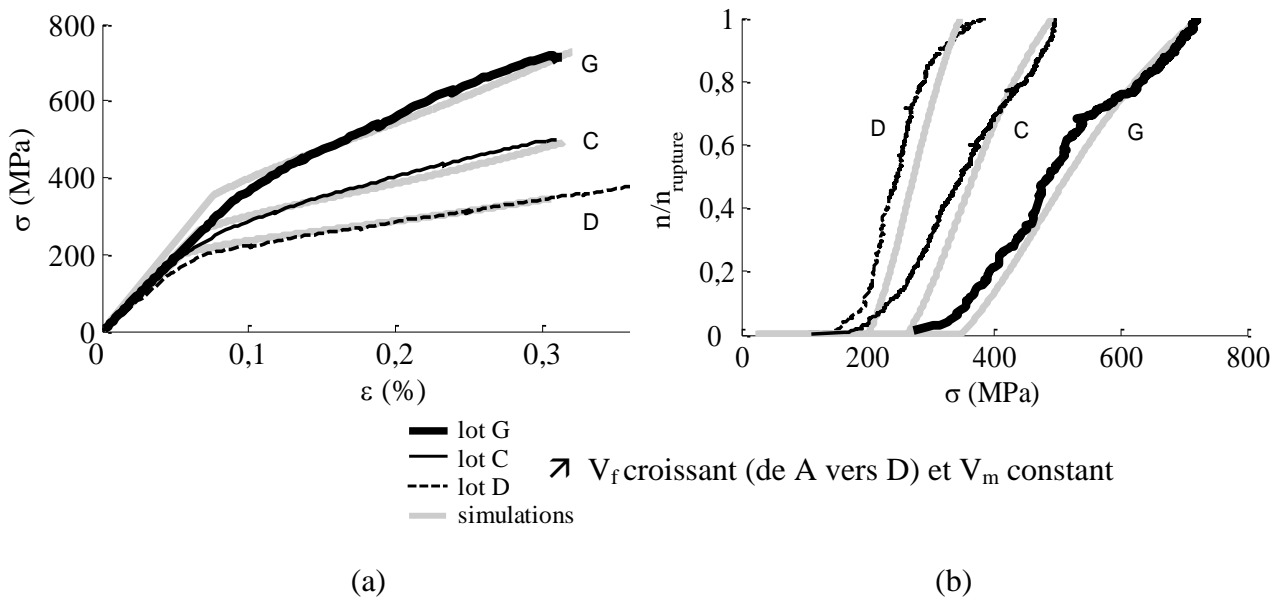 800
600
400
200
0
σ (MPa)
0
0,1
0,2
0,3
ε (%)
G
C
D
1
0,8
0,6
0,4
0,2
0
n/n_rupture
0
200
400
600
800
σ (MPa)
D
C
G
lot G
lot C
lot D
simulations
↗ V_f croissant (de A vers D) et V_m constant
(a)
(b)